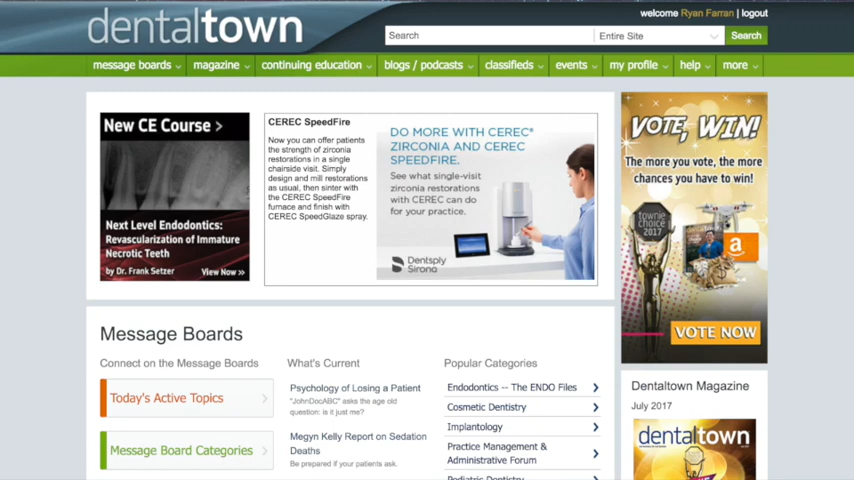 dentaltown
welcome Ryan Farran | logout
Search
Entire Site
Search
message boards
magazine
continuing education
blogs / podcasts
classifieds
events
my profile
help
more
New CE Course >
Next Level Endodontics:
Revascularization of Immature
Necrotic Teeth
by Dr. Frank Setzer
View Now >>
CEREC SpeedFire
Now you can offer patients
the strength of zirconia
restorations in a single
chairside visit. Simply
design and mill restorations
as usual, then sinter with
the CEREC SpeedFire
furnace and finish with
CEREC SpeedGlaze spray.
DO MORE WITH CEREC®
ZIRCONIA AND CEREC
SPEEDFIRE.
See what single-visit
zirconia restorations
with CEREC can do
for your practice.
Dentsply
Sirona
VOTE, WIN!
The more you vote, the more
chances you have to win!
townie
choice
2017
a
VOTE NOW
Message Boards
Connect on the Message Boards
Today's Active Topics
Message Board Categories
What's Current
Psychology of Losing a Patient
"JohnDocABC" asks the age old
question: is it just me?
Megyn Kelly Report on Sedation
Deaths
Be prepared if your patients ask.
Popular Categories
Endodontics -- The ENDO Files
Cosmetic Dentistry
Implantology
Practice Management &
Administrative Forum
Pediatric Dentistry
Dentaltown Magazine
July 2017
dentaltown